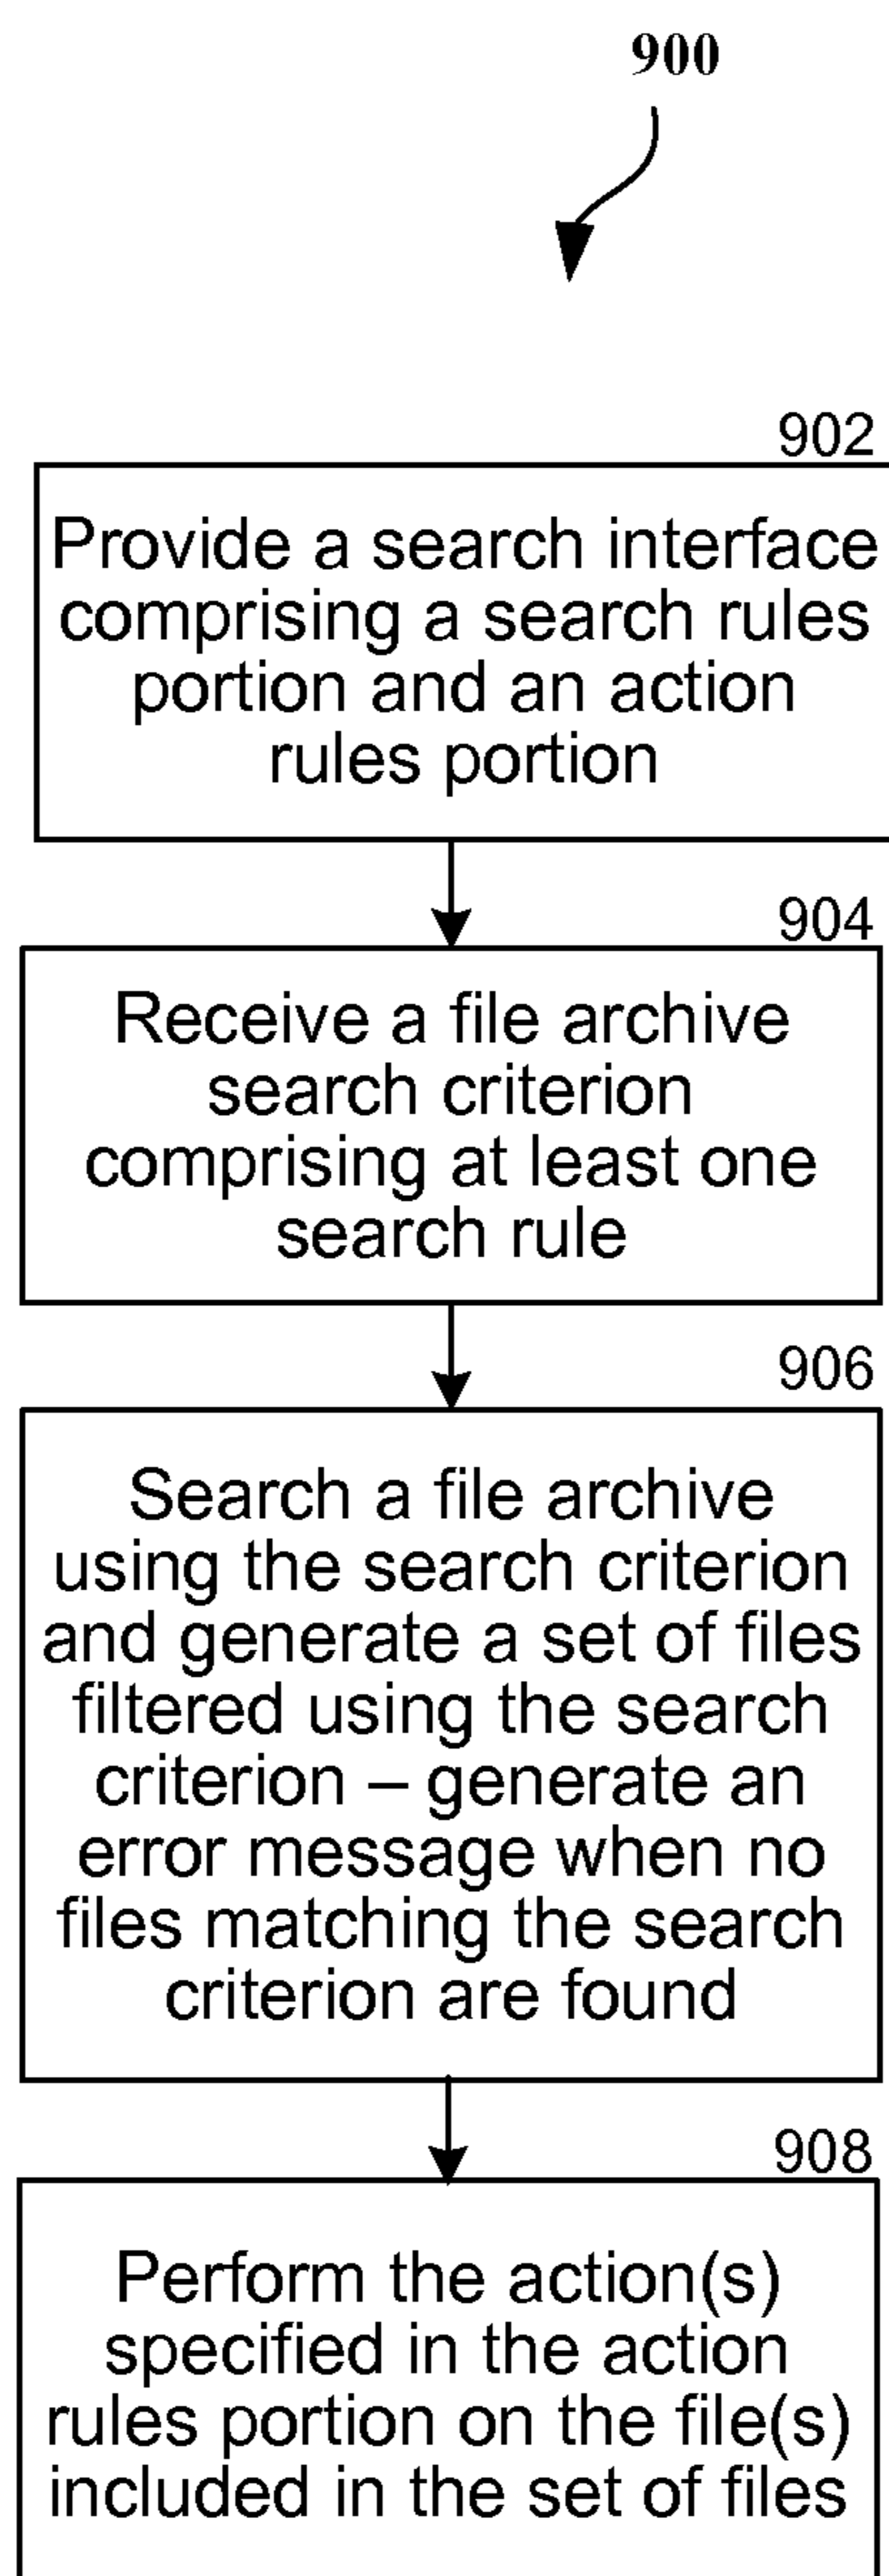 900
902
Provide a search interface
comprising a search rules
portion and an action
rules portion
904
Receive a file archive
search criterion
comprising at least one
search rule
906
Search a file archive
using the search criterion
and generate a set of files
filtered using the search
criterion – generate an
error message when no
files matching the search
criterion are found
908
Perform the action(s)
specified in the action
rules portion on the file(s)
included in the set of files